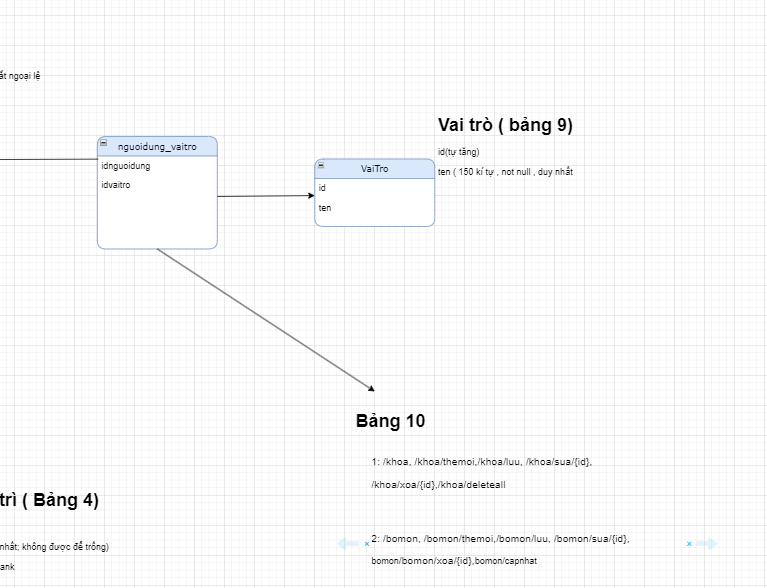 ất ngoại lệ
Vai trò ( bảng 9)
nguoidung_vaitro
idnguoidung
idvaitro
VaiTro
id
ten
id(tự tăng)
ten ( 150 kí tự , not null , duy nhất
Bảng 10
1: /khoa, /khoa/themoi,/khoa/luu, /khoa/sua/{id},
/khoa/xoa/{id},/khoa/deleteall
trì ( Bảng 4)
nhất; không được để trống)
ank
2: /bomon, /bomon/themoi,/bomon/luu, /bomon/sua/{id},
bomon/bomon/xoa/{id},bomon/capnhat